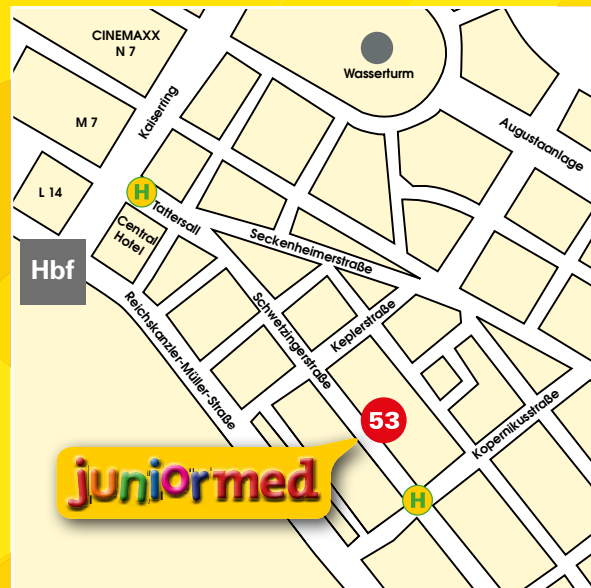 CINEMAXX
N 7
Wasserturm
M 7
Kaiserring
Augustaanlage
L 14
H
Tattersall
Central
Hotel
Seckenheimerstraße
Hbf
Reichskanzler-Müller-Straße
Schwetzingerstraße
Keplerstraße
53
Kopernikusstraße
juniormed
H